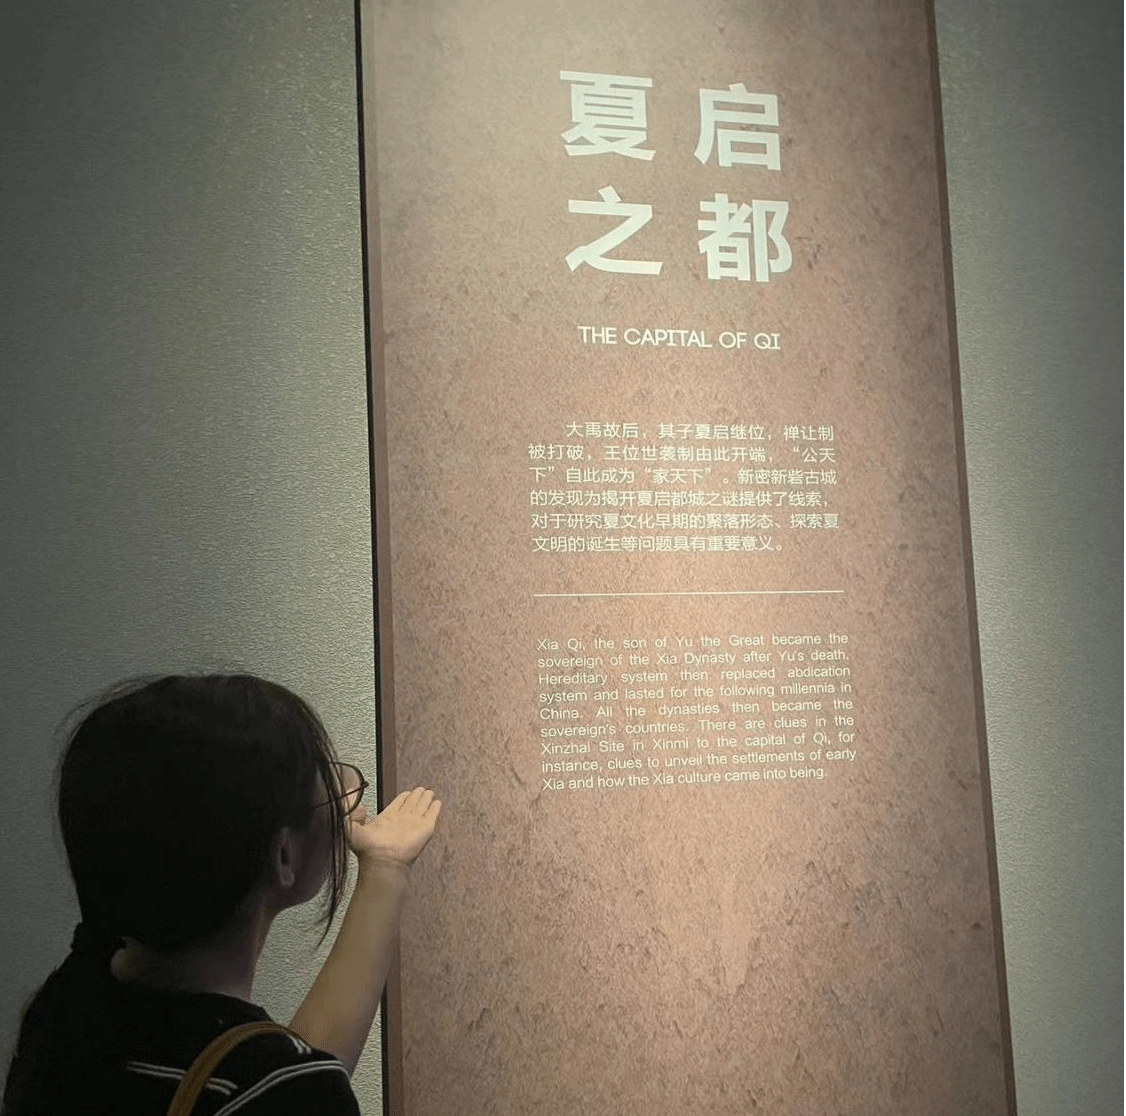 夏启
之都
THE CAPITAL OF QI
大禹故后，其子夏启继位，禅让制
被打破，王位世袭制由此开端，“公天
下”自此成为“家天下”。新密新砦古城
的发现为揭开夏启都城之谜提供了线索，
对于研究夏文化早期的聚落形态、探索夏
文明的诞生等问题具有重要意义。
Xia Qi, the son of Yu the Great became the
sovereign of the Xia Dynasty after Yu's death.
Hereditary system then replaced abdication
system and lasted for the following millennia in
China. All the dynasties then became the
sovereign's countries. There are clues in the
Xinzhai Site in Xinmi to the capital of Qi, for
instance, clues to unveil the settlements of early
Xia and how the Xia culture came into being.